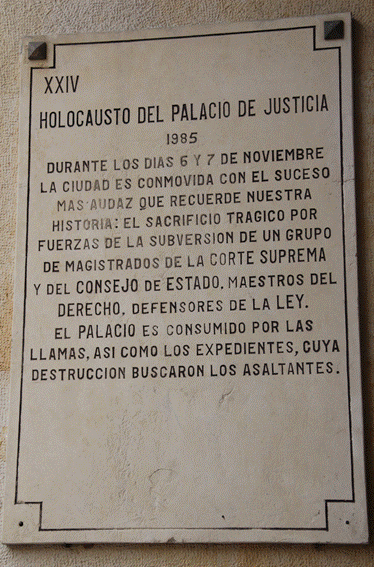 XXIV
HOLOCAUSTO DEL PALACIO DE JUSTICIA
1985
DURANTE LOS DIAS 6 Y 7 DE NOVIEMBRE
LA CIUDAD ES CONMOVIDA CON EL SUCESO
MAS AUDAZ QUE RECUERDE NUESTRA
HISTORIA: EL SACRIFICIO TRAGICO POR
FUERZAS DE LA SUBVERSION DE UN GRUPO
DE MAGISTRADOS DE LA CORTE SUPREMA
Y DEL CONSEJO DE ESTADO, MAESTROS DEL
DERECHO, DEFENSORES DE LA LEY.
EL PALACIO ES CONSUMIDO POR LAS
LLAMAS, ASI COMO LOS EXPEDIENTES, CUYA
DESTRUCCION BUSCARON LOS ASALTANTES.